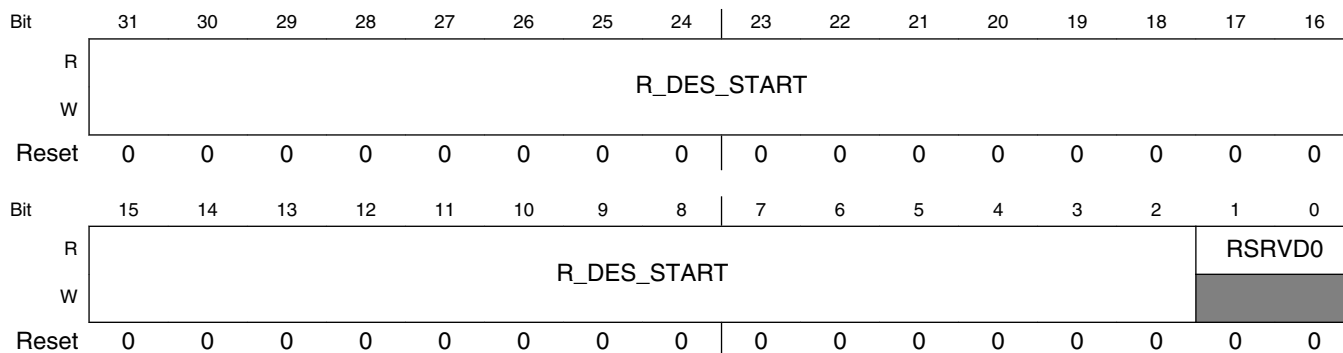 Bit 31 30 29 28 27 26 25 24 23 22 21 20 19 18 17 16
R
R_DES_START
W
Reset 0 0 0 0 0 0 0 0 0 0 0 0 0 0 0 0
Bit 15 14 13 12 11 10 9 8 7 6 5 4 3 2 1 0
R RSRVD0
R_DES_START
W
Reset 0 0 0 0 0 0 0 0 0 0 0 0 0 0 0 0